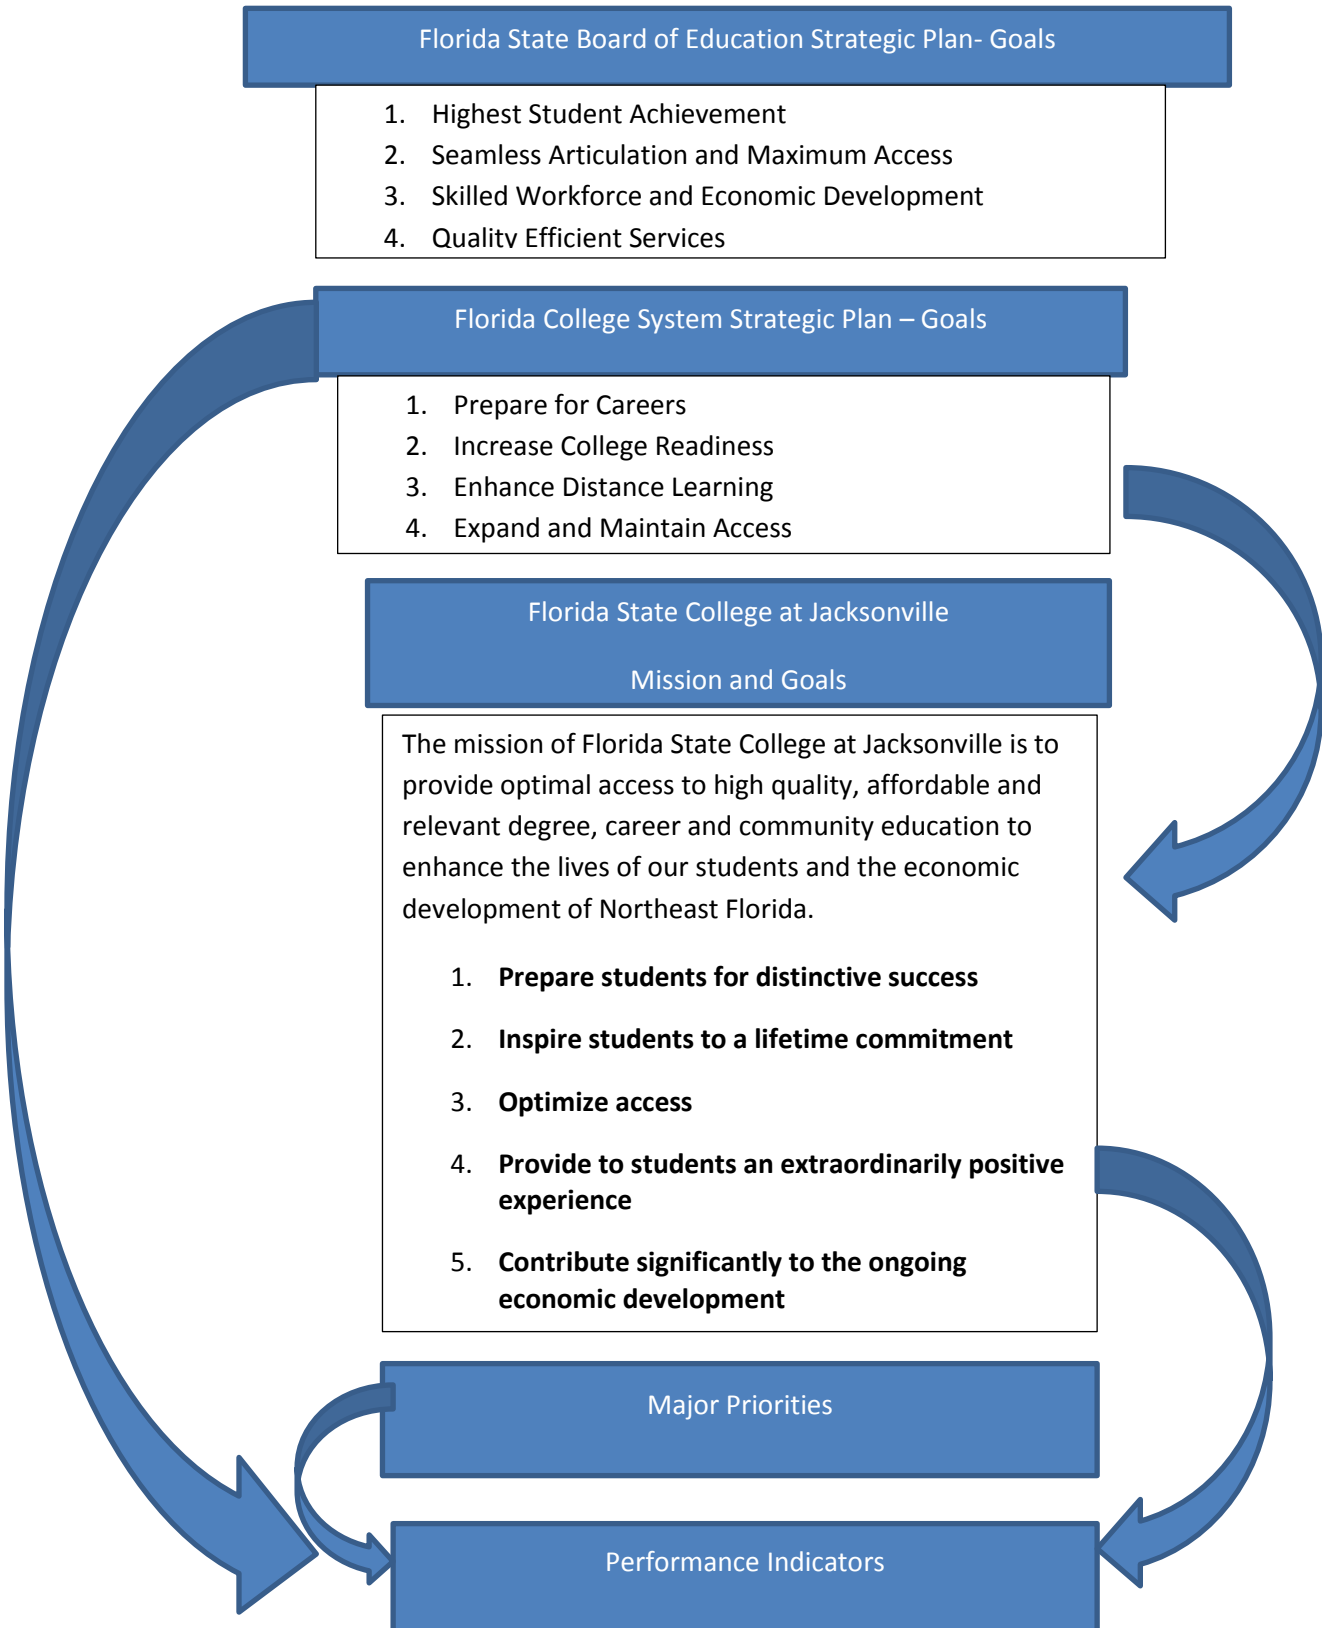 Florida State Board of Education Strategic Plan- Goals
1. Highest Student Achievement
2. Seamless Articulation and Maximum Access
3. Skilled Workforce and Economic Development
4. Quality Efficient Services
Florida College System Strategic Plan – Goals
1. Prepare for Careers
2. Increase College Readiness
3. Enhance Distance Learning
4. Expand and Maintain Access
Florida State College at Jacksonville
Mission and Goals
The mission of Florida State College at Jacksonville is to
provide optimal access to high quality, affordable and
relevant degree, career and community education to
enhance the lives of our students and the economic
development of Northeast Florida.
1. Prepare students for distinctive success
2. Inspire students to a lifetime commitment
3. Optimize access
4. Provide to students an extraordinarily positive
experience
5. Contribute significantly to the ongoing
economic development
Major Priorities
Performance Indicators